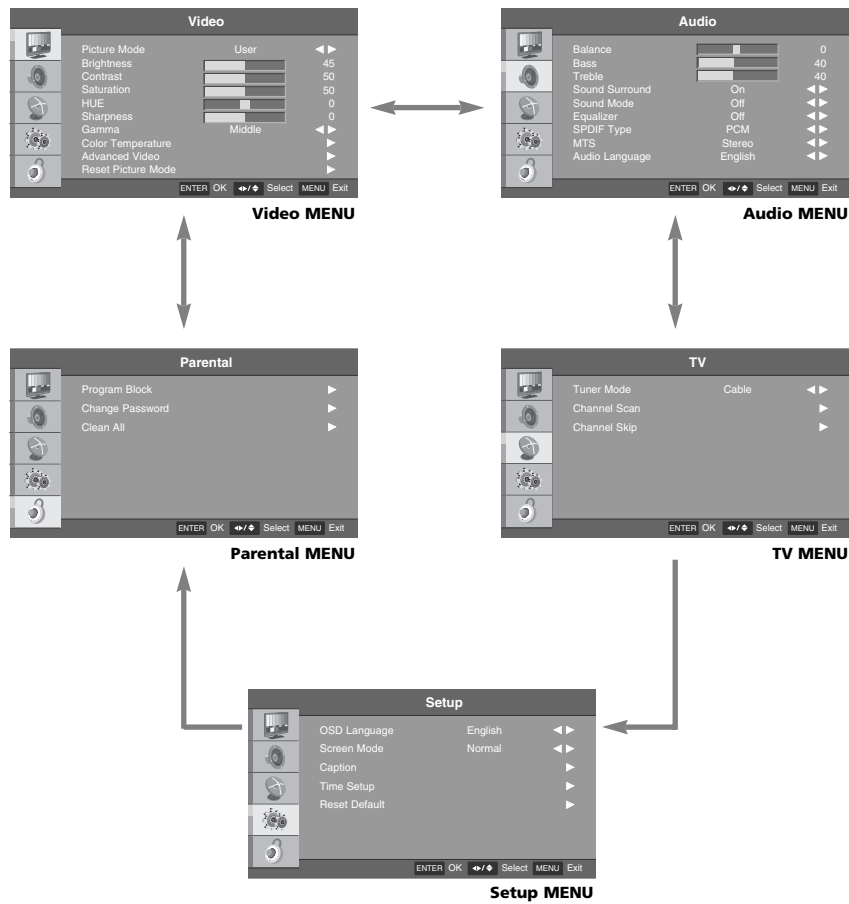 Video
Picture Mode User
Brightness 45
Contrast 50
Saturation 50
HUE 0
Sharpness 0
Gamma Middle
Color Temperature
Advanced Video
Reset Picture Mode
ENTER OK / Select MENU Exit
Video MENU
Audio
Balance 0
Bass 40
Treble 40
Sound Surround On
Sound Mode Off
Equalizer Off
SPDIF Type PCM
MTS Stereo
Audio Language English
ENTER OK / Select MENU Exit
Audio MENU
Parental
Program Block
Change Password
Clean All
ENTER OK / Select MENU Exit
Parental MENU
TV
Tuner Mode Cable
Channel Scan
Channel Skip
ENTER OK / Select MENU Exit
TV MENU
Setup
OSD Language English
Screen Mode Normal
Caption
Time Setup
Reset Default
ENTER OK / Select MENU Exit
Setup MENU